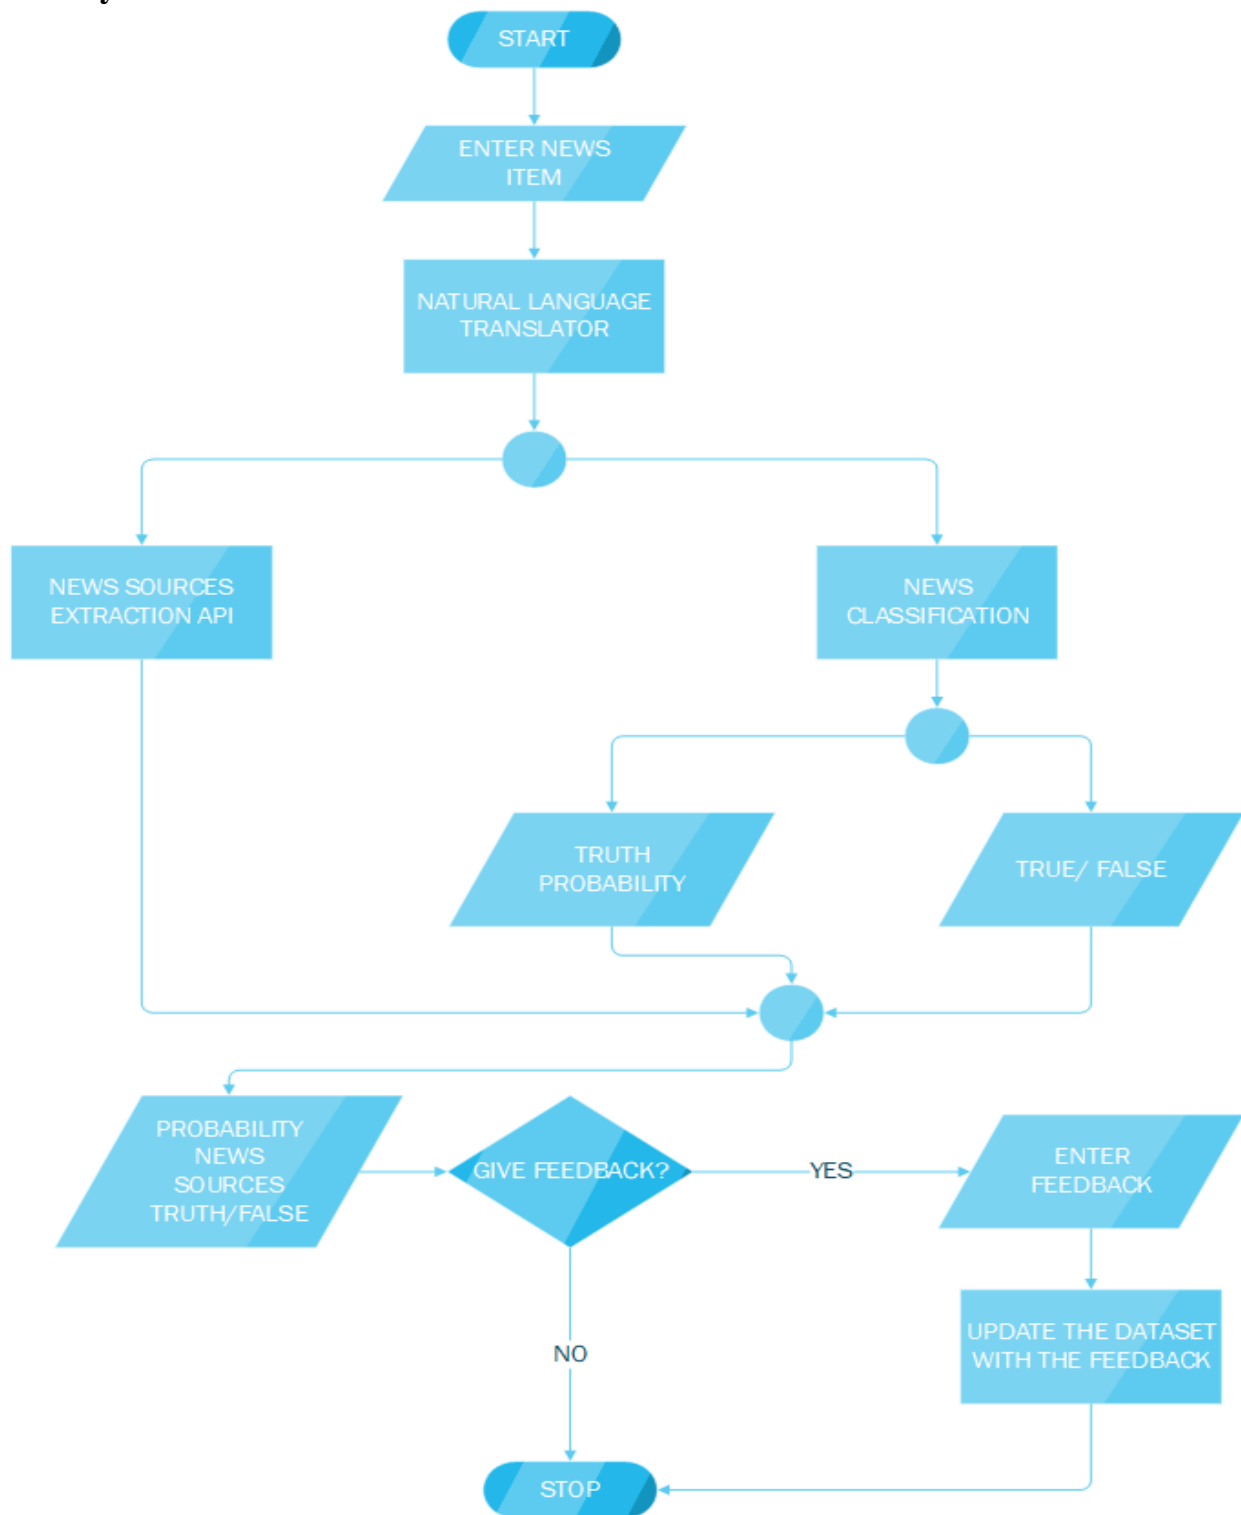 START
ENTER NEWS
ITEM
NATURAL LANGUAGE
TRANSLATOR
NEWS SOURCES
EXTRACTION API
NEWS
CLASSIFICATION
TRUTH
PROBABILITY
TRUE/ FALSE
PROBABILITY
NEWS
SOURCES
TRUTH/FALSE
GIVE FEEDBACK?
YES
ENTER
FEEDBACK
UPDATE THE DATASET
WITH THE FEEDBACK
NO
STOP